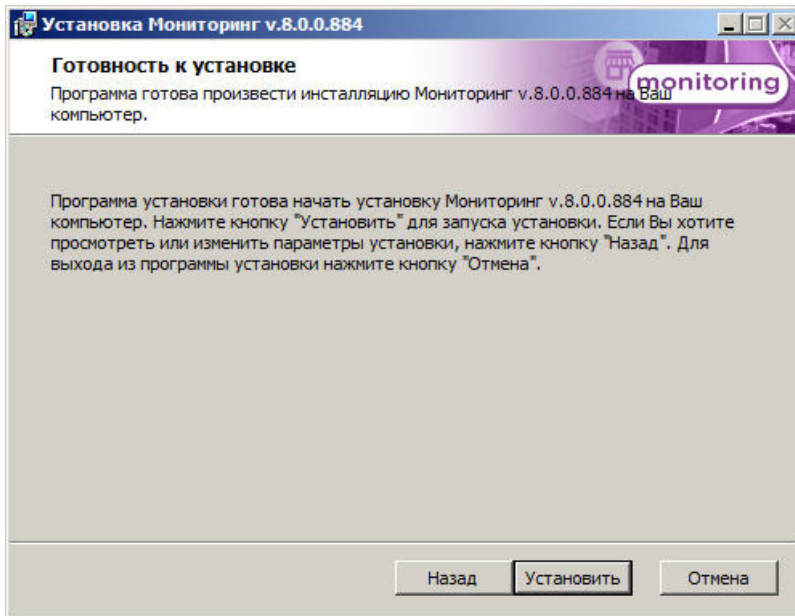 Установка Мониторинг v.8.0.0.884
Готовность к установке
Программа готова произвести инсталляцию Мониторинг v.8.0.0.884 на Ваш
компьютер.
monitoring
Программа установки готова начать установку Мониторинг v.8.0.0.884 на Ваш
компьютер. Нажмите кнопку "Установить" для запуска установки. Если Вы хотите
просмотреть или изменить параметры установки, нажмите кнопку "Назад". Для
выхода из программы установки нажмите кнопку "Отмена".
Назад Установить Отмена